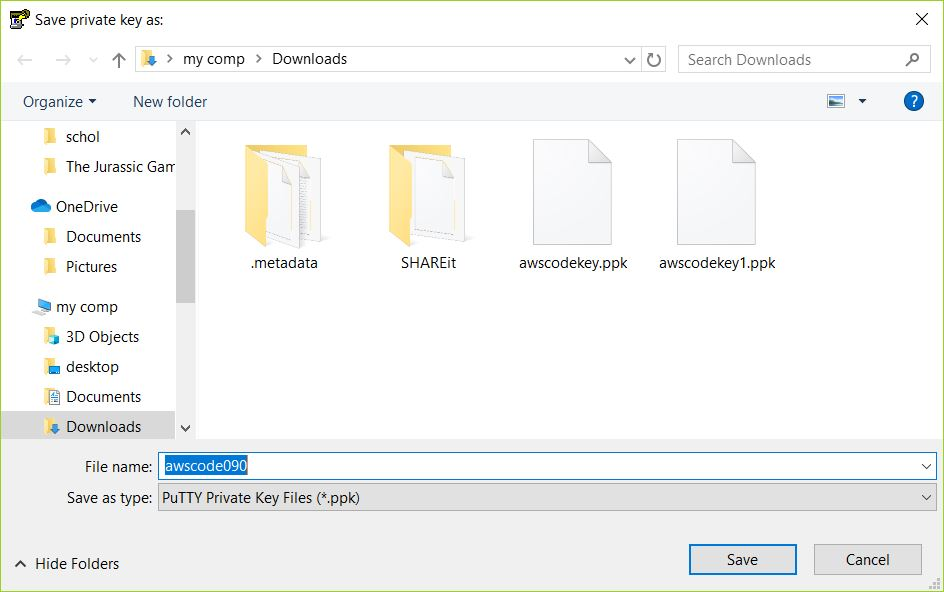 Save private key as:
my comp > Downloads
Search Downloads
Organize
New folder
?
schol
The Jurassic Gam
OneDrive
Documents
Pictures
my comp
3D Objects
desktop
Documents
Downloads
.metadata
SHAREit
awscodekey.ppk
awscodekey1.ppk
File name: awscode090
Save as type: PuTTY Private Key Files (*.ppk)
Hide Folders
Save
Cancel